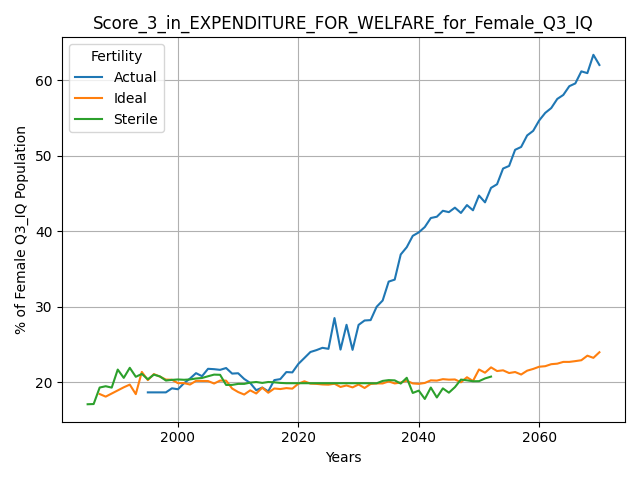 Score_3_in_EXPENDITURE_FOR_WELFARE_for_Female_Q3_IQ
Fertility
Actual
Ideal
Sterile
% of Female Q3_IQ Population
60
50
40
30
20
2000
2020
2040
2060
Years